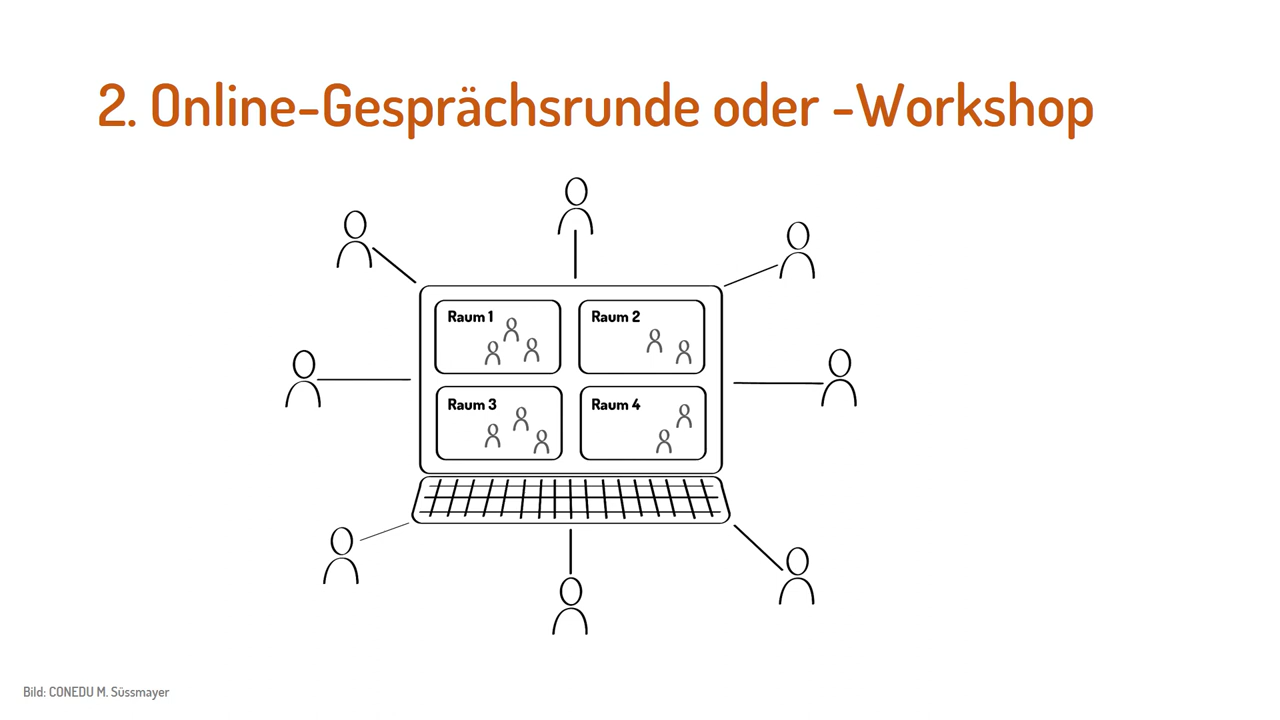 2. Online-Gesprächsrunde oder -Workshop
Raum 1
Raum 2
Raum 3
Raum 4
Bild: CONEDU M. Süssmayer